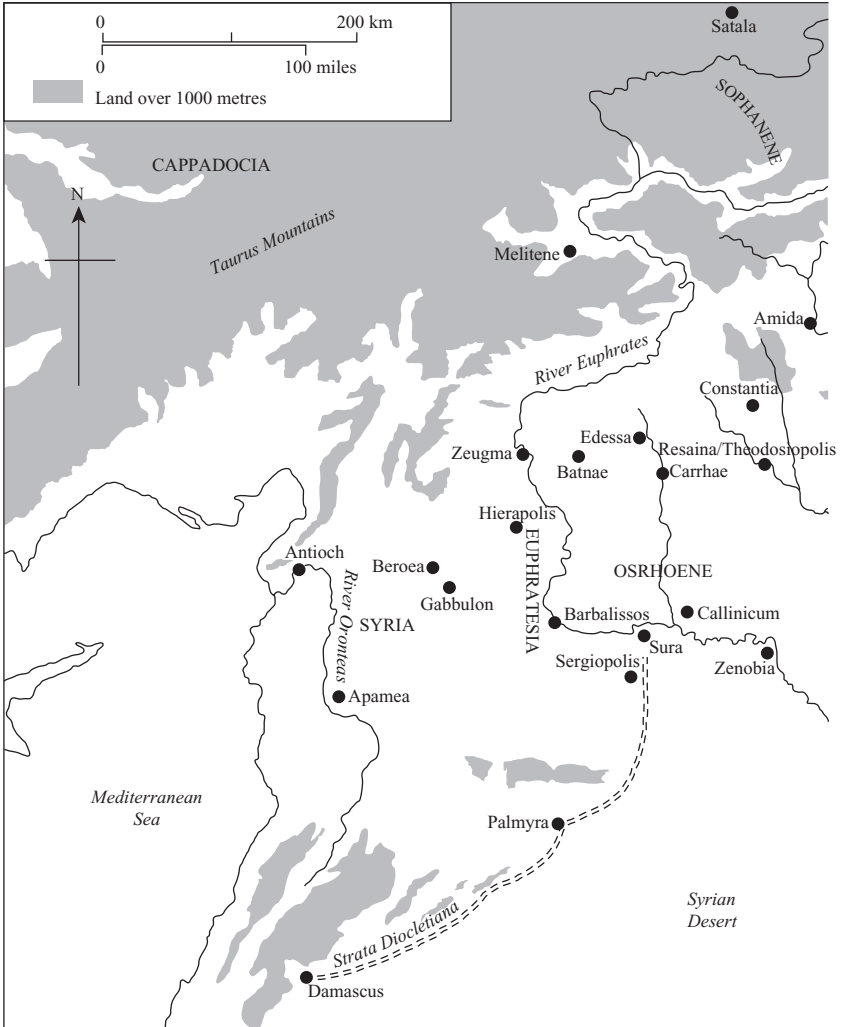 0
200 km
0
100 miles
Land over 1000 metres
Satala
SOPHANENE
CAPPADOCIA
N
Taurus Mountains
Melitene
Amida
River Euphrates
Constantia
Edessa
Resaina/Theodosiopolis
Zeugma
Batnae
Carrhae
Hierapolis
EUPHRATESIA
Antioch
Beroea
OSRHOENE
River Oronteas
Gabbulon
SYRIA
Barbalissos
Callinicum
Sura
Sergiopolis
Zenobia
Apamea
Mediterranean
Sea
Palmyra
Syrian
Desert
Strata Diocletiana
Damascus